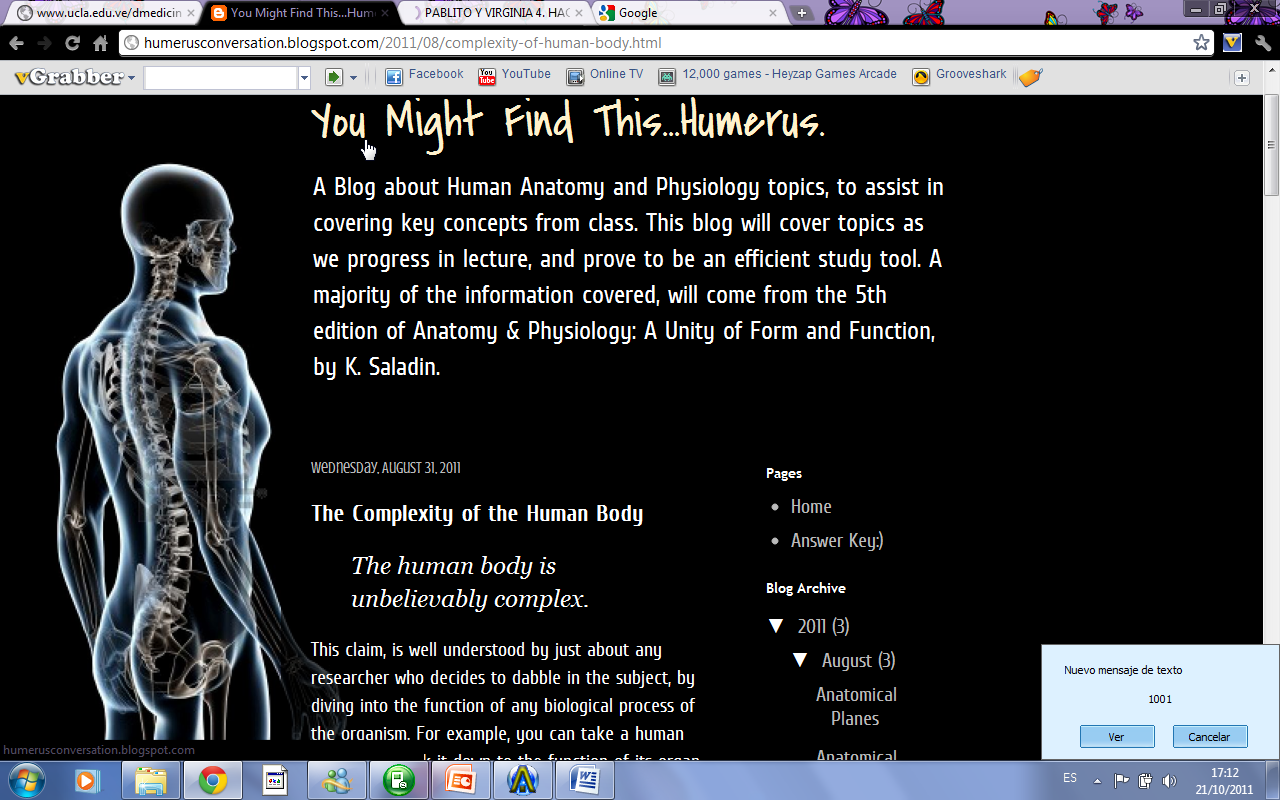 www.ucla.edu.ve/dmedicin
You Might Find This...Hum
PABLITO Y VIRGINIA 4. HAC
Google
humerusconversation.blogspot.com/2011/08/complexity-of-human-body.html
vGrabber
Facebook
YouTube
Online TV
12,000 games - Heyzap Games Arcade
Grooveshark
You Might Find This...Humerus.
A Blog about Human Anatomy and Physiology topics, to assist in
covering key concepts from class. This blog will cover topics as
we progress in lecture, and prove to be an efficient study tool. A
majority of the information covered, will come from the 5th
edition of Anatomy & Physiology: A Unity of Form and Function,
by K. Saladin.
Wednesday, August 31, 2011
The Complexity of the Human Body
The human body is
unbelievably complex.
This claim, is well understood by just about any
researcher who decides to dabble in the subject, by
diving into the function of any biological process of
the organism. For example, you can take a human
k it down to the function of its organ
Pages
Home
Answer Key:)
Blog Archive
▼ 2011 (3)
▼ August (3)
Anatomical
Planes
Anatomical
Nuevo mensaje de texto
1001
Ver
Cancelar
humerusconversation.blogspot.com
ES
17:12
21/10/2011